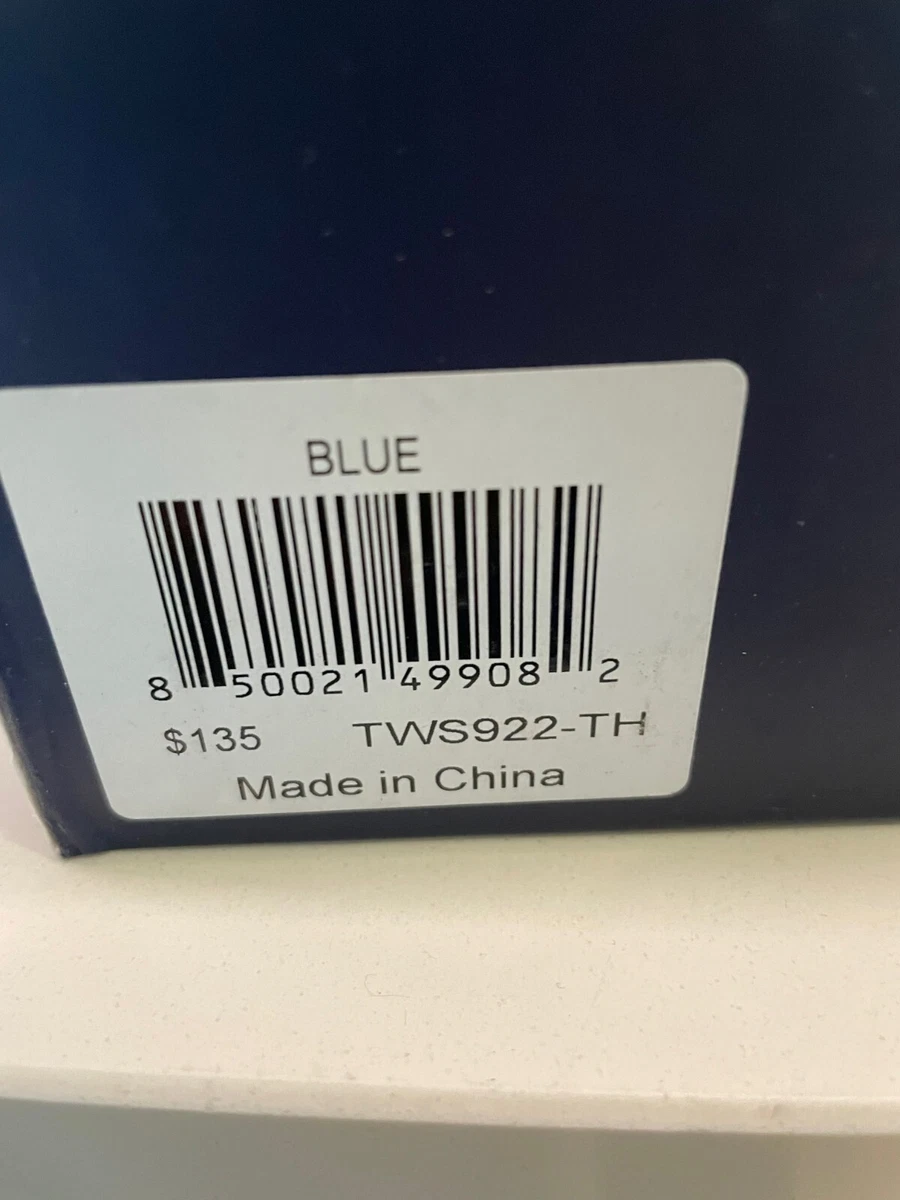 BLUE
8 50021 49908 2
$135 TWS922-TH
Made in China